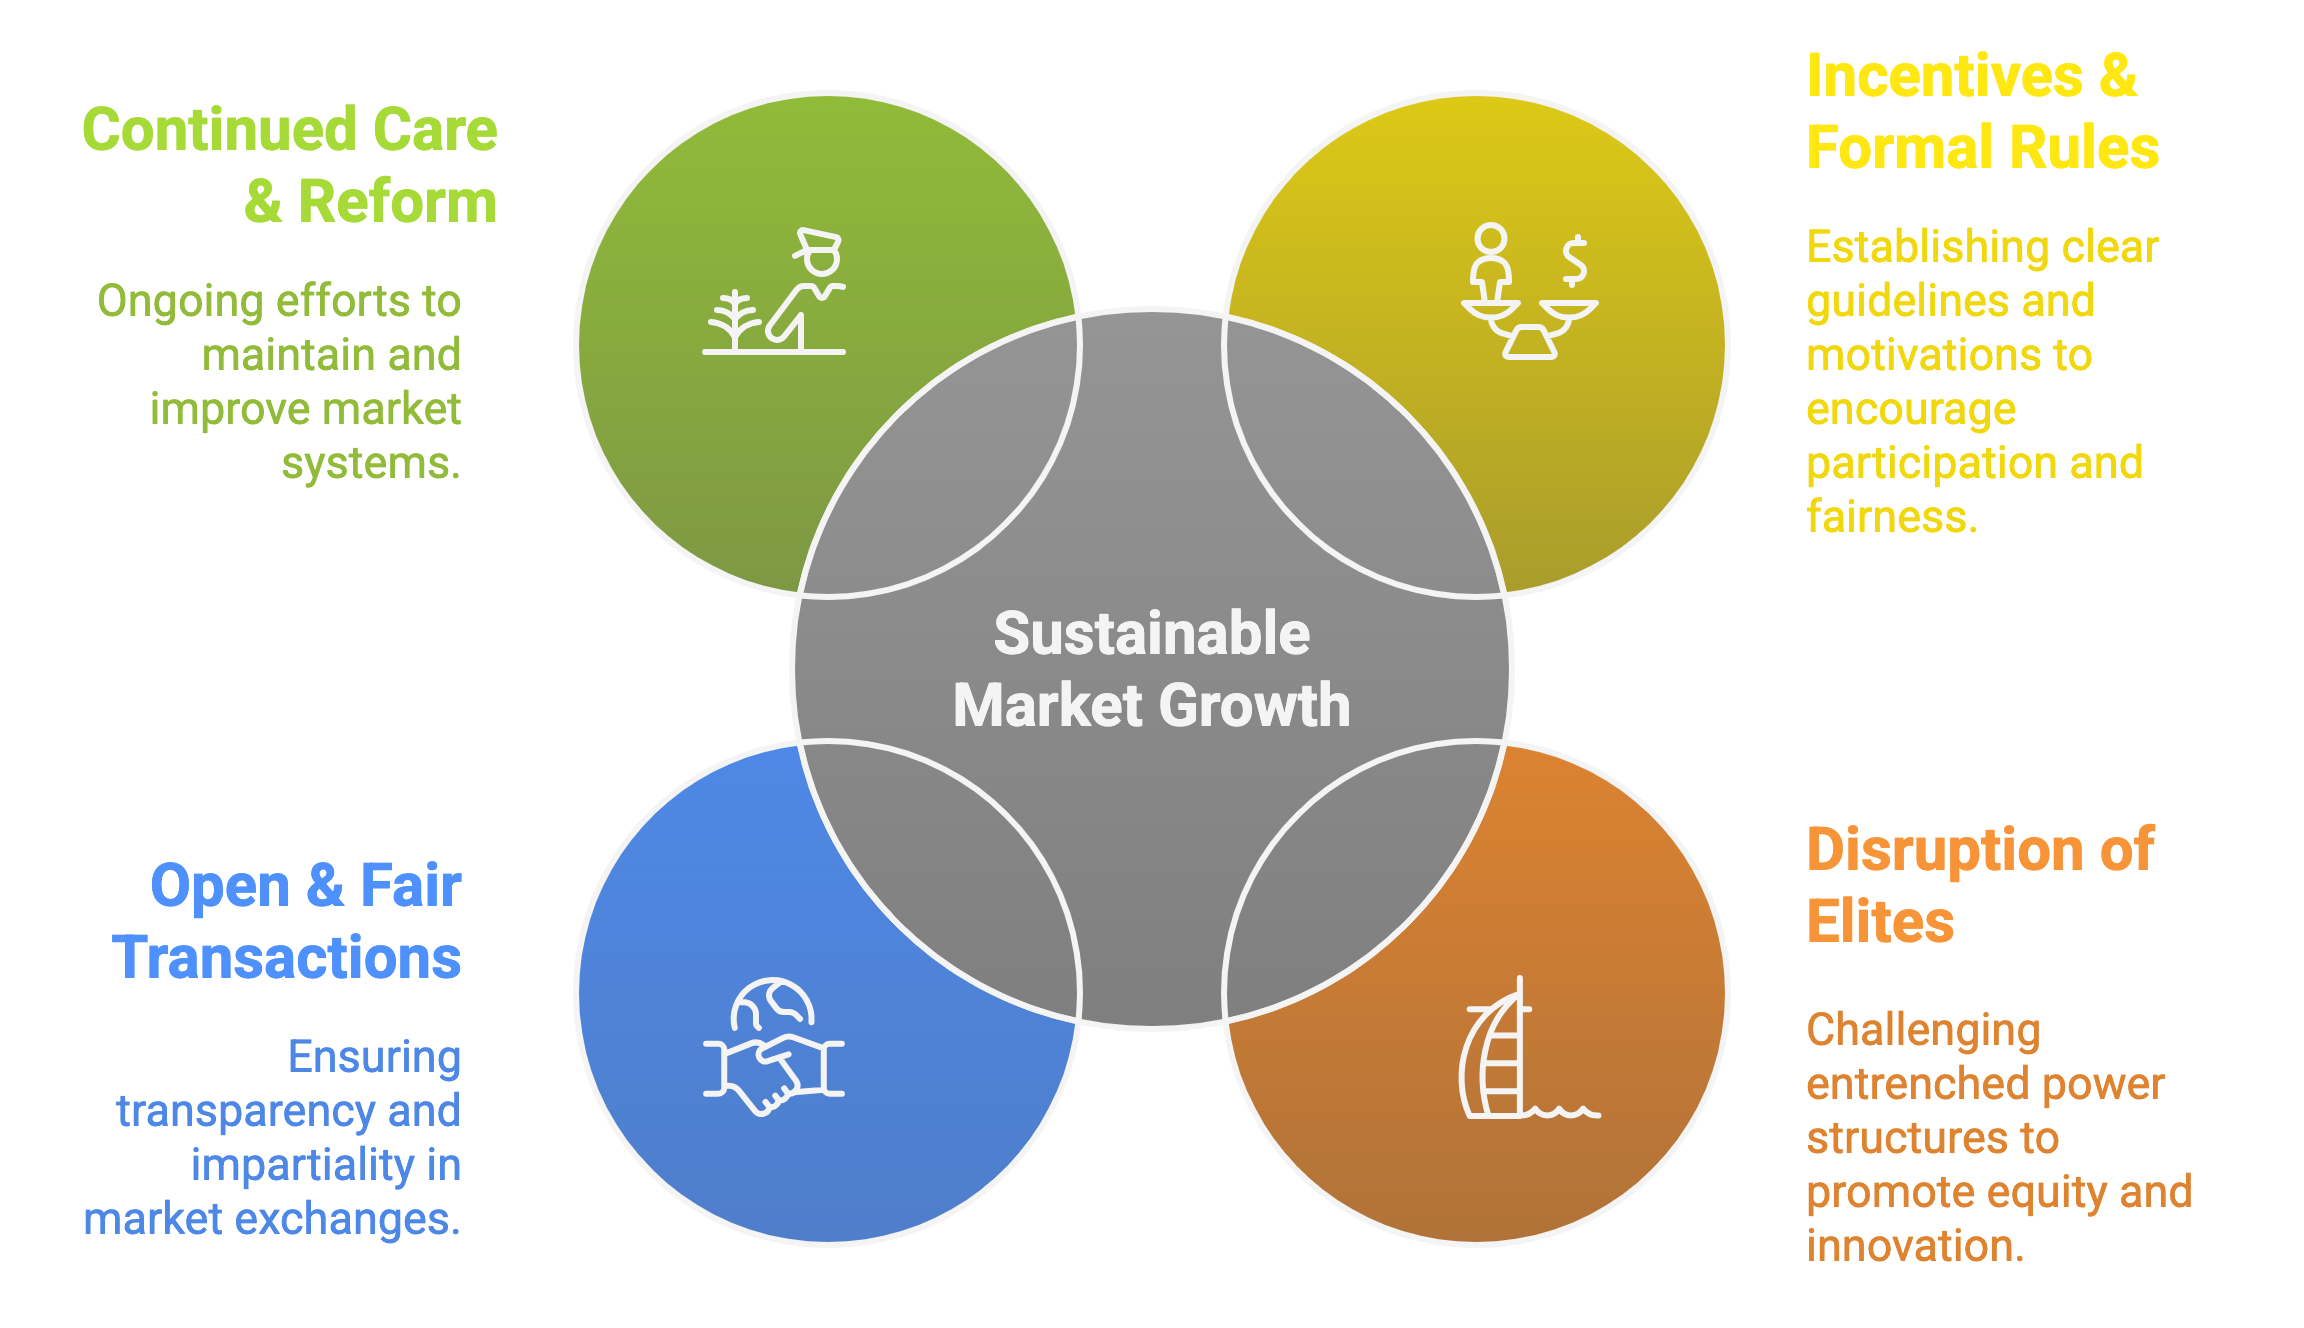 Continued Care
& Reform
Ongoing efforts to
maintain and
improve market
systems.
Incentives &
Formal Rules
Establishing clear
guidelines and
motivations to
encourage
participation and
fairness.
Sustainable
Market Growth
Open & Fair
Transactions
Ensuring
transparency and
impartiality in
market exchanges.
Disruption of
Elites
Challenging
entrenched power
structures to
promote equity and
innovation.